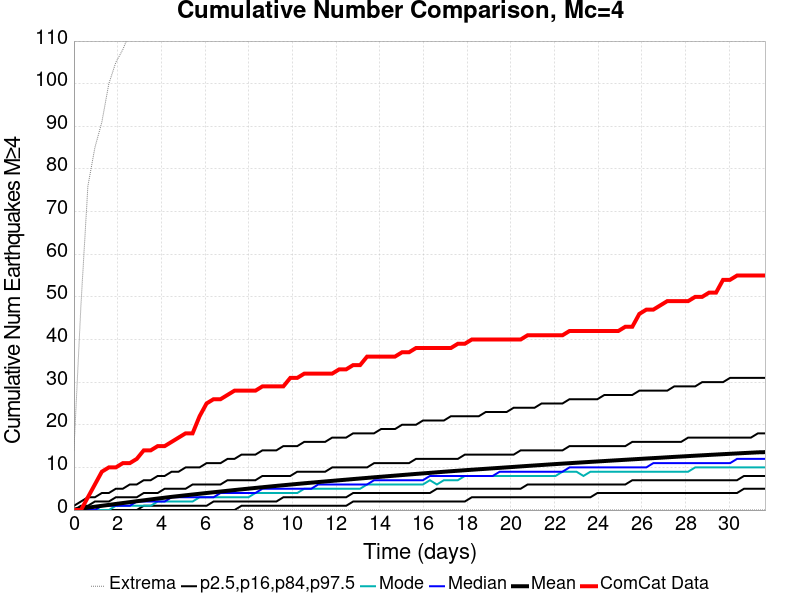 Cumulative Number Comparison, Mc=4
Cumulative Num Earthquakes M≥4
110
100
90
80
70
60
50
40
30
20
10
0
0 2 4 6 8 10 12 14 16 18 20 22 24 26 28 30
Time (days)
Extrema p2.5,p16,p84,p97.5 Mode Median Mean ComCat Data